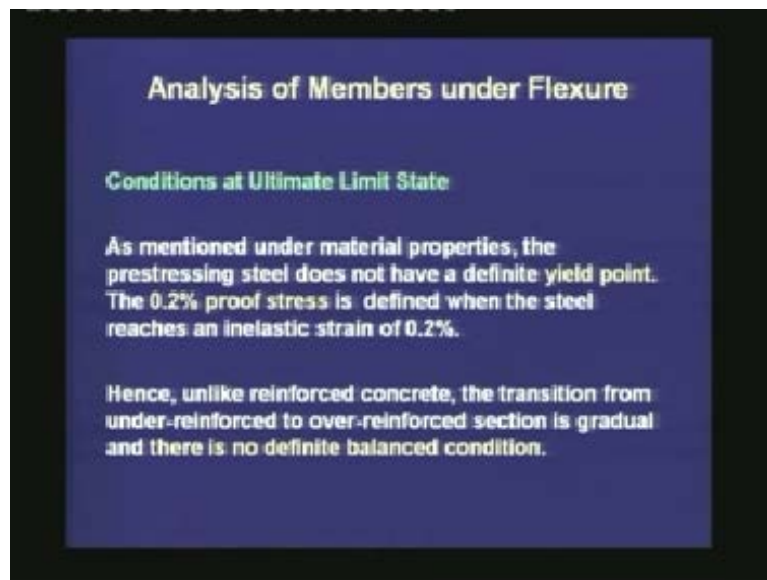 Analysis of Members under Flexure
Conditions at Ultimate Limit State
As mentioned under material properties, the
prestressing steel does not have a definite yield point.
The 0.2% proof stress is defined when the steel
reaches an inelastic strain of 0.2%.
Hence, unlike reinforced concrete, the transition from
under-reinforced to over-reinforced section is gradual
and there is no definite balanced condition.